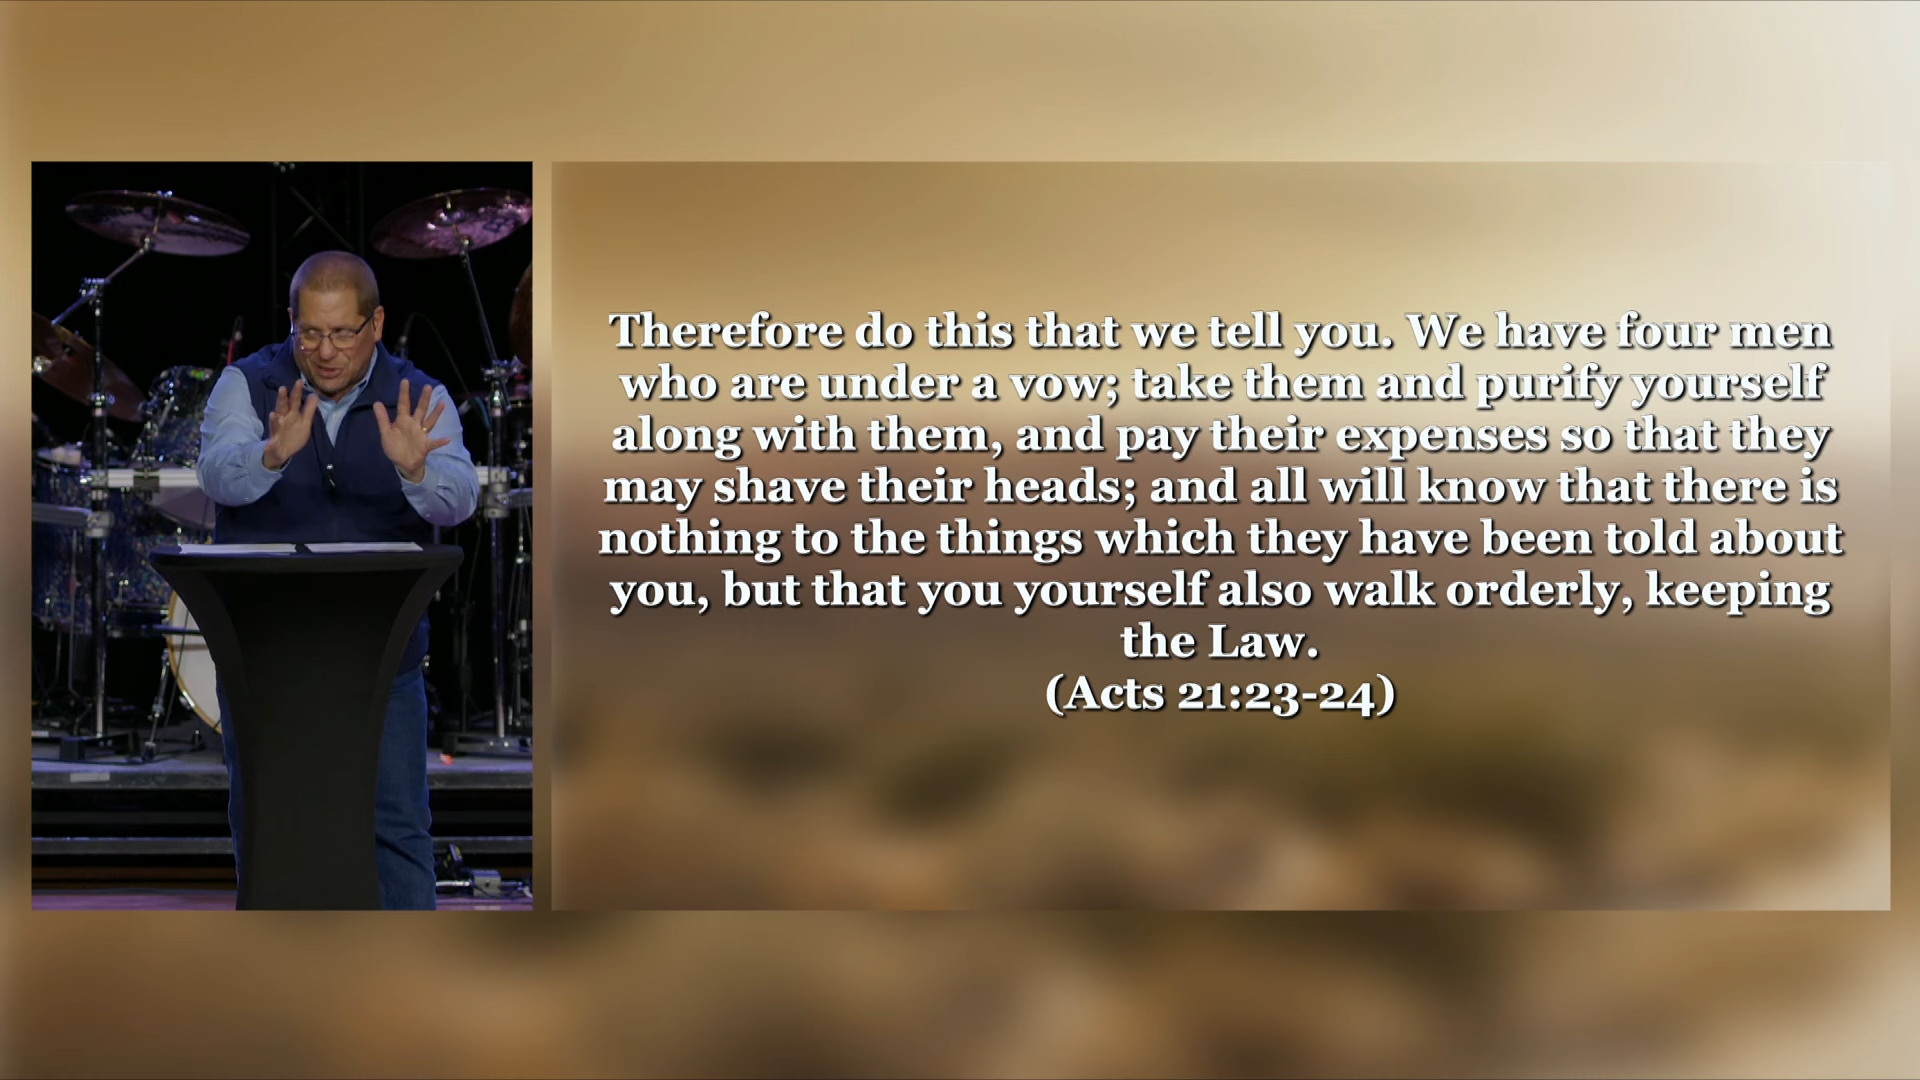 Therefore do this that we tell you. We have four men
who are under a vow; take them and purify yourself
along with them, and pay their expenses so that they
may shave their heads; and all will know that there is
nothing to the things which they have been told about
you, but that you yourself also walk orderly, keeping
the Law.
(Acts 21:23-24)